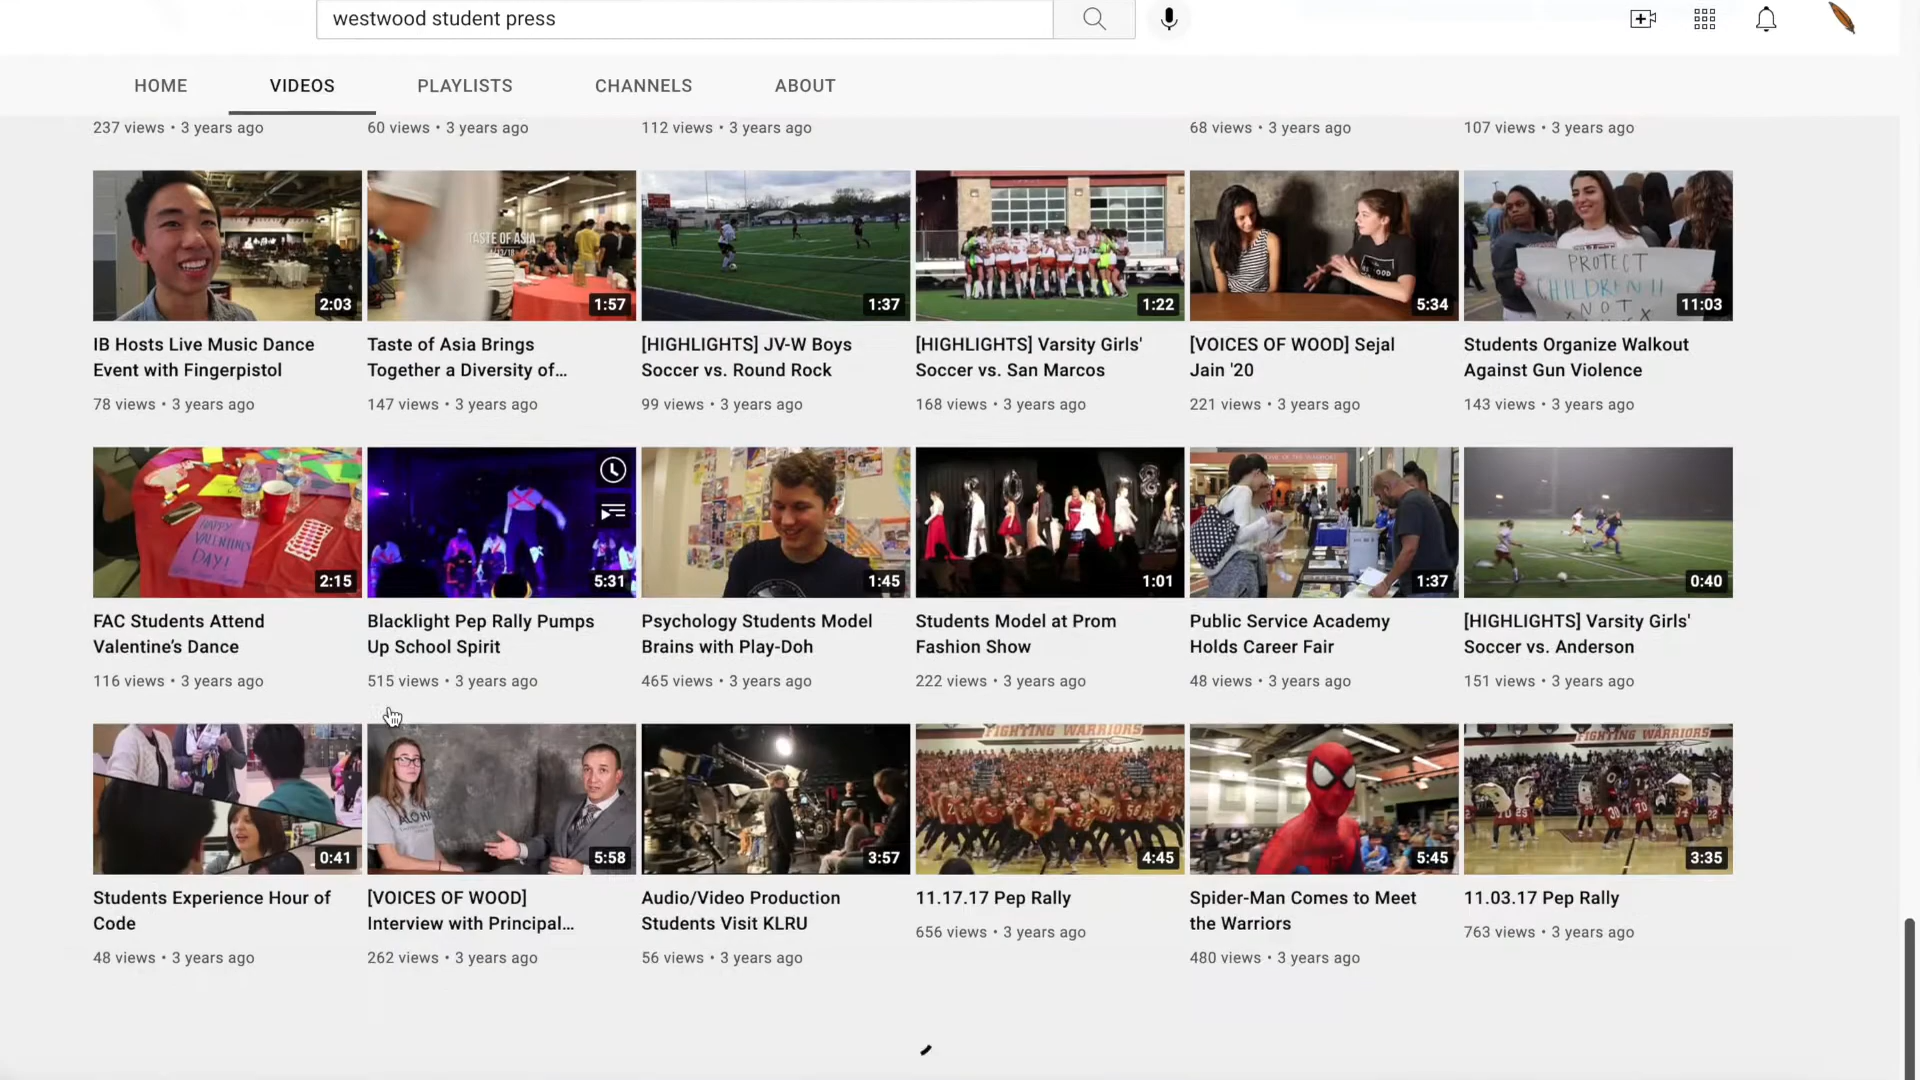 westwood student press
HOME VIDEOS PLAYLISTS CHANNELS ABOUT
237 views • 3 years ago
60 views • 3 years ago
112 views • 3 years ago
68 views • 3 years ago
107 views • 3 years ago
2:03
IB Hosts Live Music Dance
Event with Fingerpistol
78 views • 3 years ago
TASTE OF ASIA
1:57
Taste of Asia Brings
Together a Diversity of...
147 views • 3 years ago
1:37
[HIGHLIGHTS] JV-W Boys
Soccer vs. Round Rock
99 views • 3 years ago
1:22
[HIGHLIGHTS] Varsity Girls'
Soccer vs. San Marcos
168 views • 3 years ago
5:34
[VOICES OF WOOD] Sejal
Jain '20
221 views • 3 years ago
PROTECT
CHILDREN!!
NOT
11:03
Students Organize Walkout
Against Gun Violence
143 views • 3 years ago
HAPPY
VALENTINE'S
DAY!
2:15
FAC Students Attend
Valentine's Dance
116 views • 3 years ago
5:31
Blacklight Pep Rally Pumps
Up School Spirit
515 views • 3 years ago
1:45
Psychology Students Model
Brains with Play-Doh
465 views • 3 years ago
1:01
Students Model at Prom
Fashion Show
222 views • 3 years ago
1:37
Public Service Academy
Holds Career Fair
48 views • 3 years ago
0:40
[HIGHLIGHTS] Varsity Girls'
Soccer vs. Anderson
151 views • 3 years ago
0:41
Students Experience Hour of
Code
48 views • 3 years ago
ALOHA
5:58
[VOICES OF WOOD]
Interview with Principal...
262 views • 3 years ago
3:57
Audio/Video Production
Students Visit KLRU
56 views • 3 years ago
FIGHTING WARRIORS
4:45
11.17.17 Pep Rally
656 views • 3 years ago
5:45
Spider-Man Comes to Meet
the Warriors
480 views • 3 years ago
FIGHTING WARRIORS
3:35
11.03.17 Pep Rally
763 views • 3 years ago